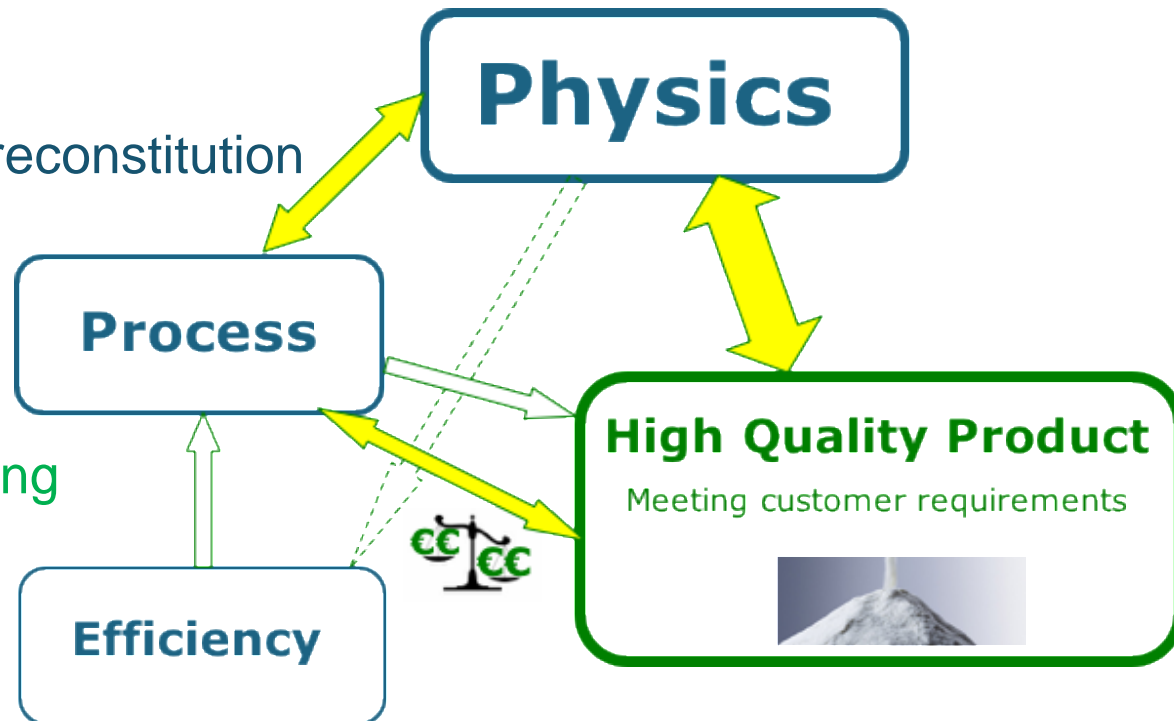 Physics
reconstitution
Process
High Quality Product
Meeting customer requirements
ng
€€
€€
Efficiency